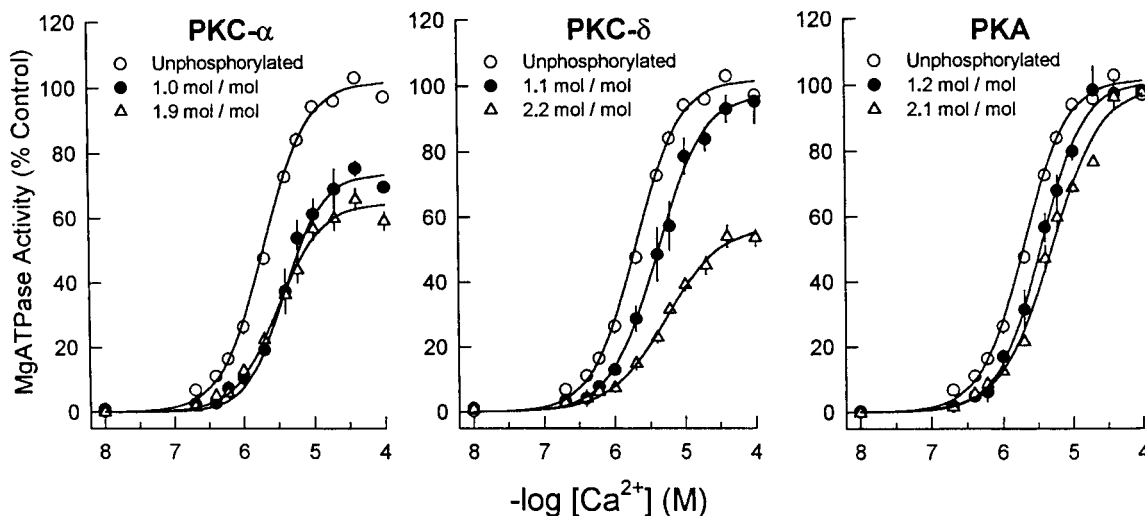 PKC-α
Unphosphorylated
1.0 mol / mol
1.9 mol / mol
PKC-δ
Unphosphorylated
1.1 mol / mol
2.2 mol / mol
PKA
Unphosphorylated
1.2 mol / mol
2.1 mol / mol
MgATPase Activity (% Control)
120
100
80
60
40
20
0
8 7 6 5 4
120
100
80
60
40
20
0
8 7 6 5 4
120
100
80
60
40
20
0
8 7 6 5 4
-log [Ca²⁺] (M)